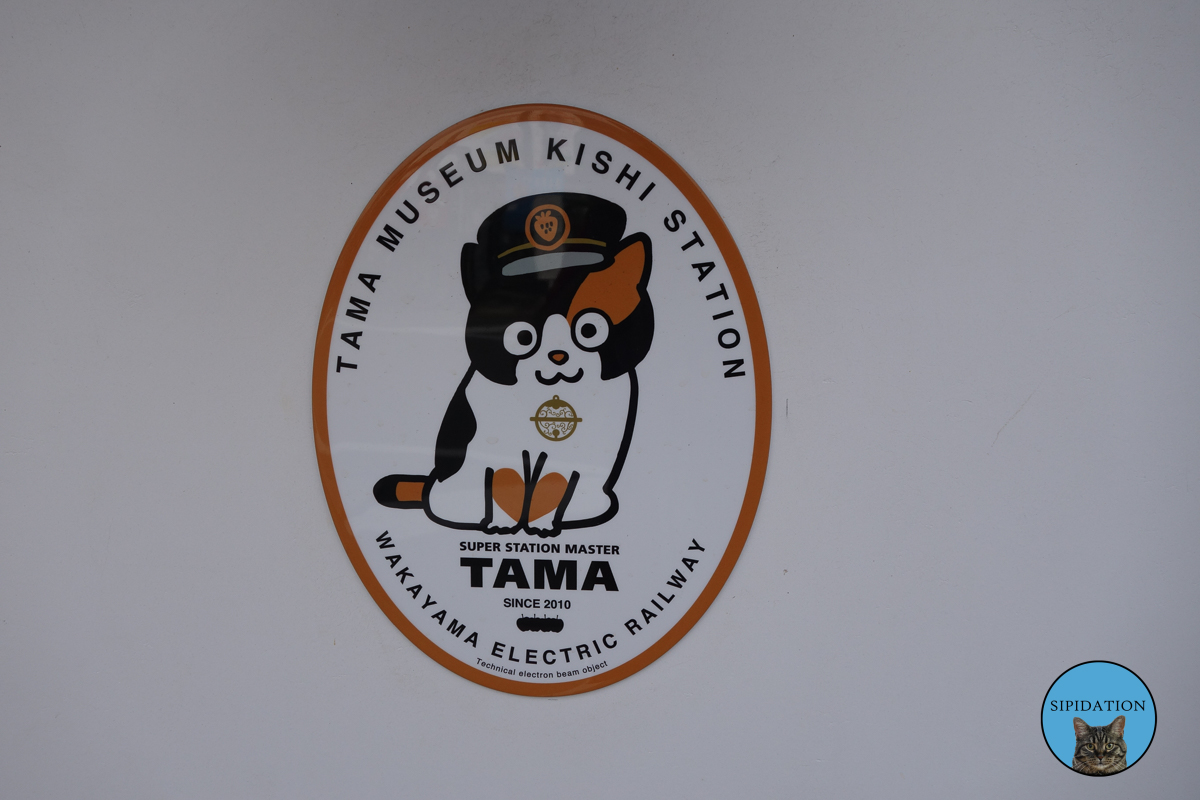 TAMA MUSEUM KISHI STATION
SUPER STATION MASTER
TAMA
SINCE 2010
WAKAYAMA ELECTRIC RAILWAY
Technical electron beam object
SIPIDATION